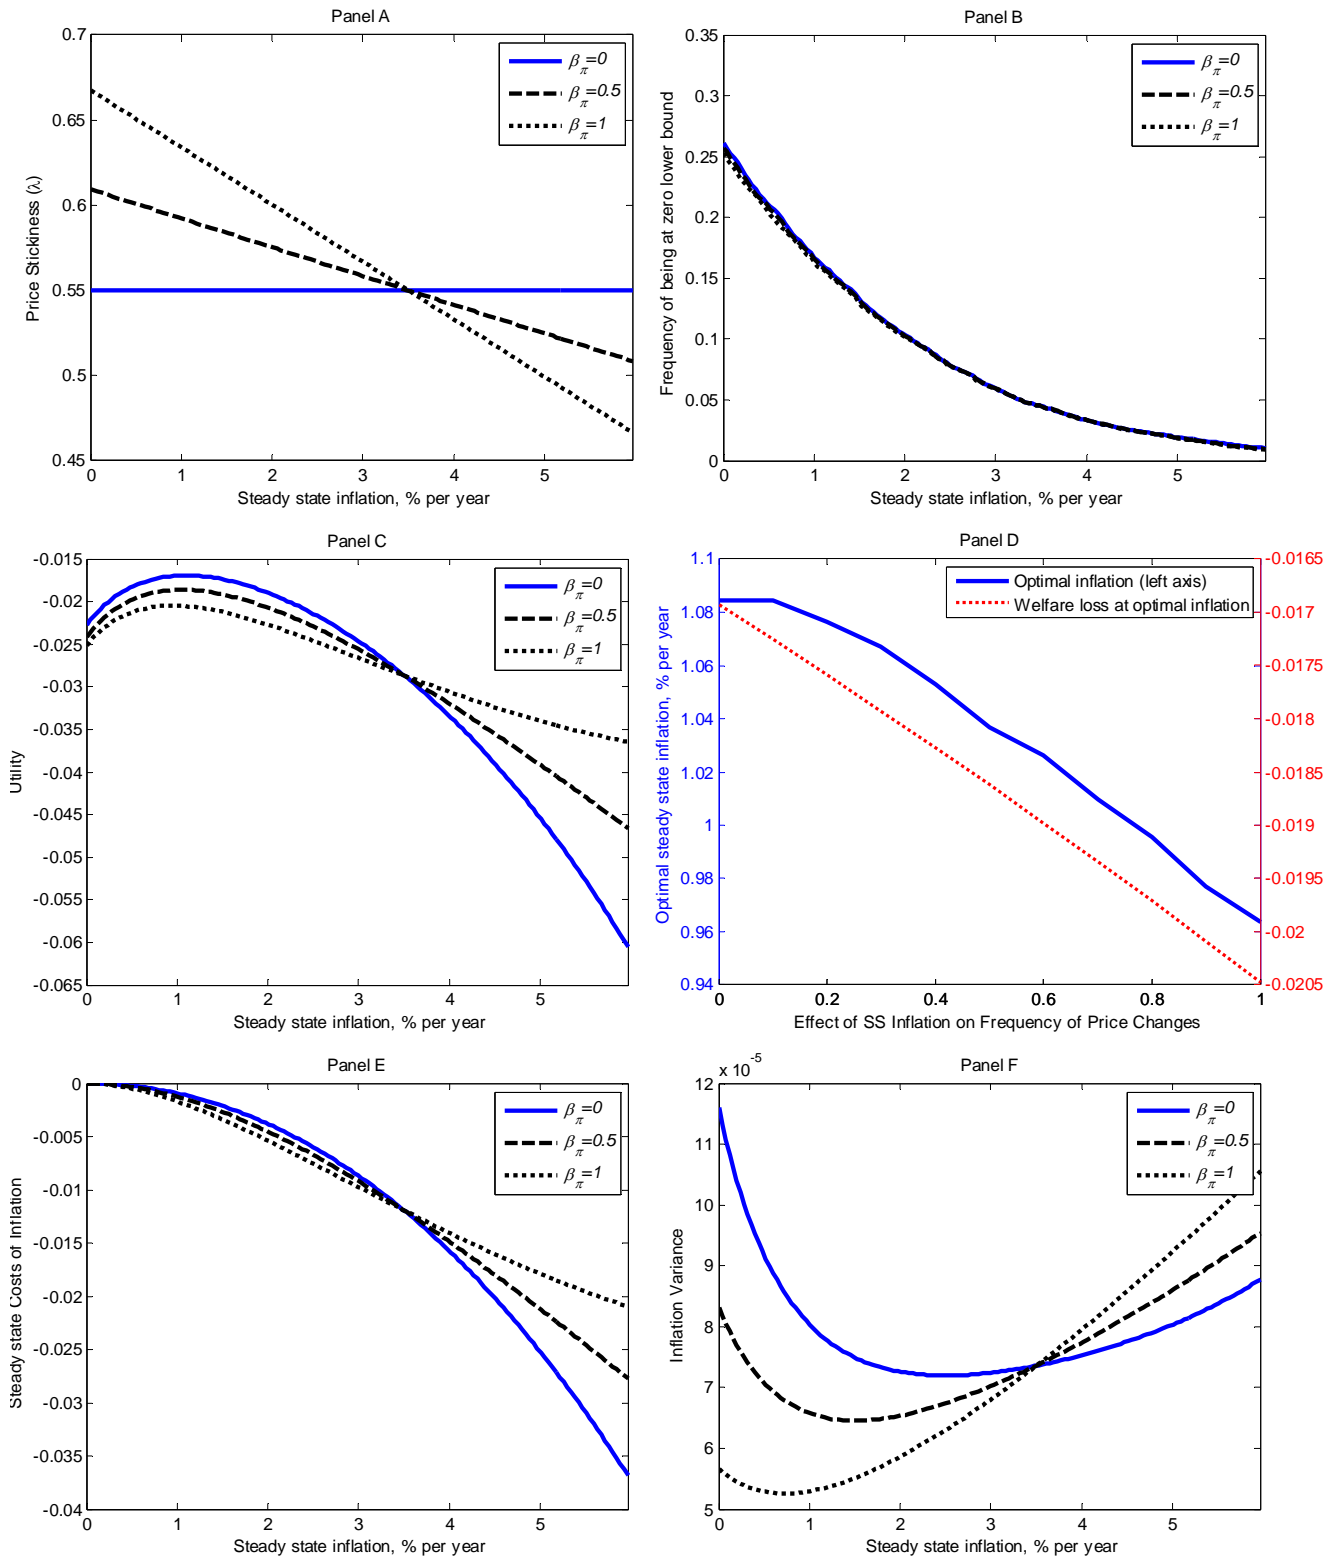 Panel A
0.7
0.65
0.6
0.55
0.5
0.45
Price Stickiness (λ)
0 1 2 3 4 5
Steady state inflation, % per year
β_π=0
β_π=0.5
β_π=1
Panel B
0.35
0.3
0.25
0.2
0.15
0.1
0.05
0
Frequency of being at zero lower bound
0 1 2 3 4 5
Steady state inflation, % per year
β_π=0
β_π=0.5
β_π=1
Panel C
-0.015
-0.02
-0.025
-0.03
-0.035
-0.04
-0.045
-0.05
-0.055
-0.06
-0.065
Utility
0 1 2 3 4 5
Steady state inflation, % per year
β_π=0
β_π=0.5
β_π=1
Panel D
1.1
1.08
1.06
1.04
1.02
1
0.98
0.96
0.94
Optimal steady state inflation, % per year
Optimal inflation (left axis)
Welfare loss at optimal inflation
-0.0165
-0.017
-0.0175
-0.018
-0.0185
-0.019
-0.0195
-0.02
-0.0205
0 0.2 0.4 0.6 0.8 1
Effect of SS Inflation on Frequency of Price Changes
Panel E
0
-0.005
-0.01
-0.015
-0.02
-0.025
-0.03
-0.035
-0.04
Steady state Costs of Inflation
0 1 2 3 4 5
Steady state inflation, % per year
β_π=0
β_π=0.5
β_π=1
Panel F
x 10^-5
12
11
10
9
8
7
6
5
Inflation Variance
0 1 2 3 4 5
Steady state inflation, % per year
β_π=0
β_π=0.5
β_π=1